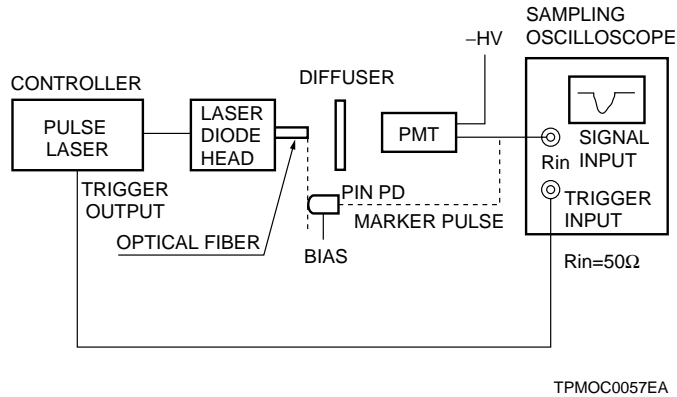 SAMPLING
OSCILLOSCOPE
−HV
CONTROLLER
DIFFUSER
PULSE
LASER
LASER
DIODE
HEAD
PMT
SIGNAL
INPUT
Rin
TRIGGER
OUTPUT
PIN PD
MARKER PULSE
TRIGGER
INPUT
OPTICAL FIBER
BIAS
Rin=50Ω
TPMOC0057EA